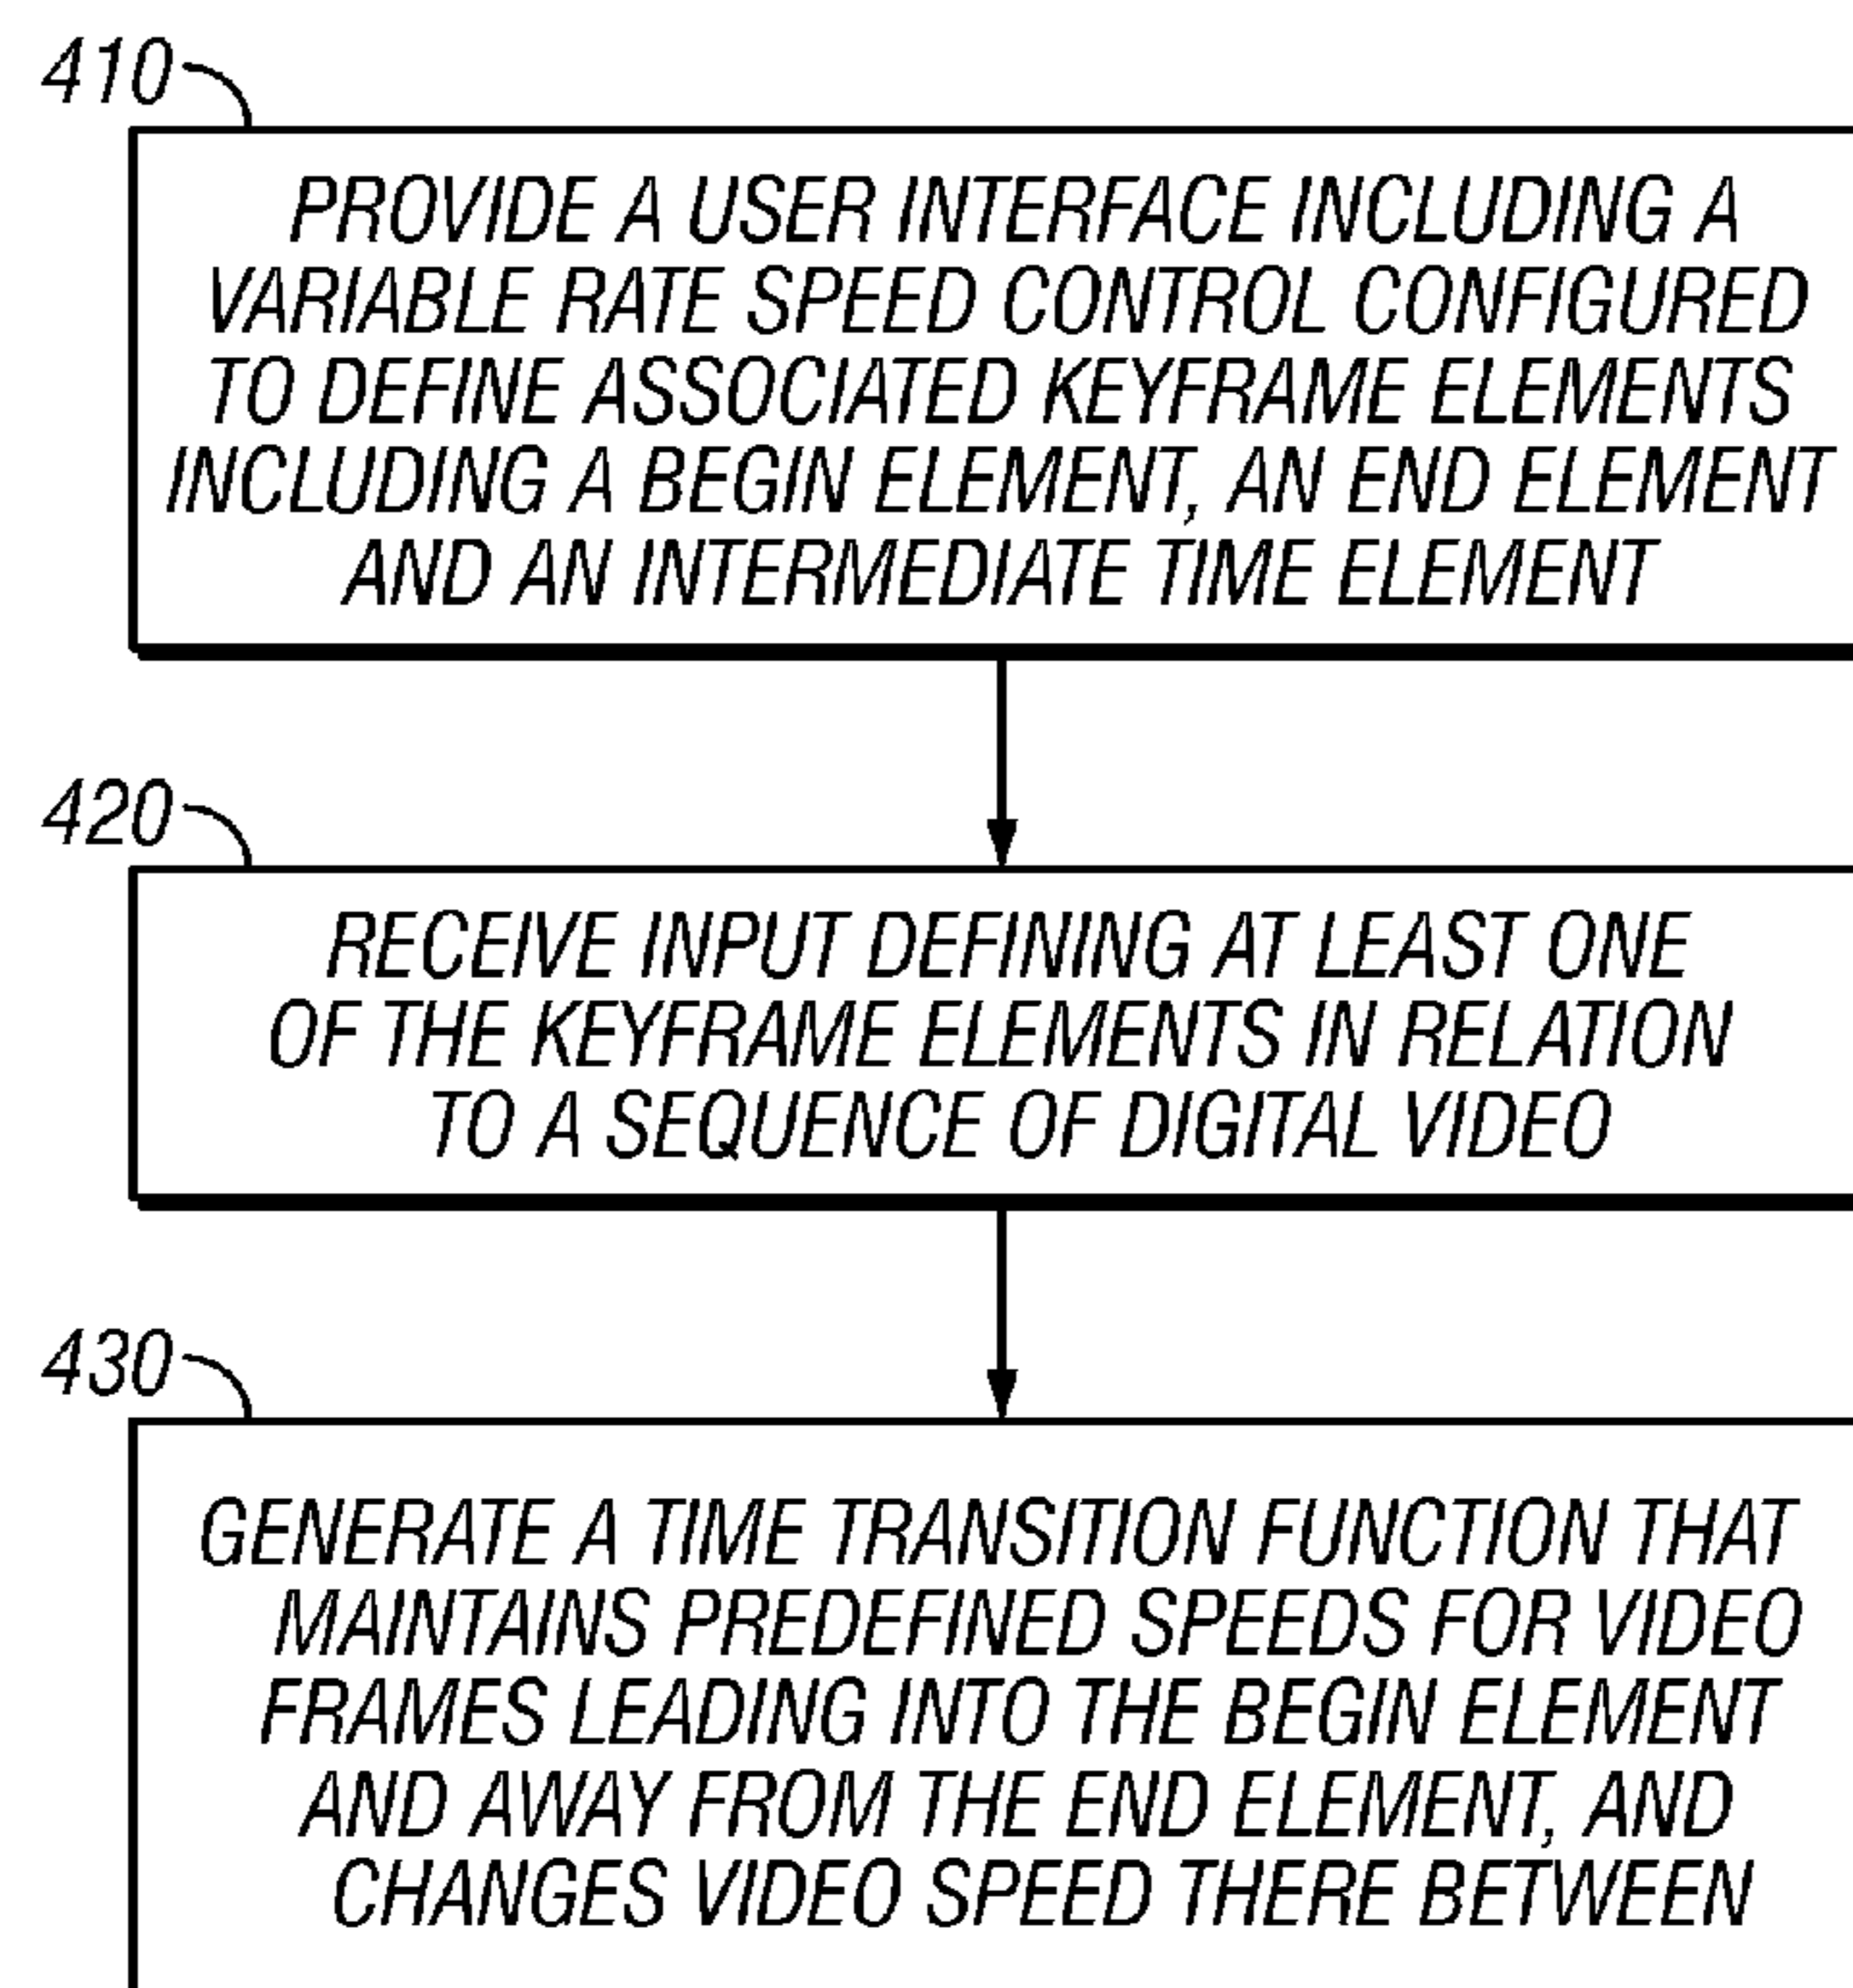 410
PROVIDE A USER INTERFACE INCLUDING A
VARIABLE RATE SPEED CONTROL CONFIGURED
TO DEFINE ASSOCIATED KEYFRAME ELEMENTS
INCLUDING A BEGIN ELEMENT, AN END ELEMENT
AND AN INTERMEDIATE TIME ELEMENT
420
RECEIVE INPUT DEFINING AT LEAST ONE
OF THE KEYFRAME ELEMENTS IN RELATION
TO A SEQUENCE OF DIGITAL VIDEO
430
GENERATE A TIME TRANSITION FUNCTION THAT
MAINTAINS PREDEFINED SPEEDS FOR VIDEO
FRAMES LEADING INTO THE BEGIN ELEMENT
AND AWAY FROM THE END ELEMENT, AND
CHANGES VIDEO SPEED THERE BETWEEN